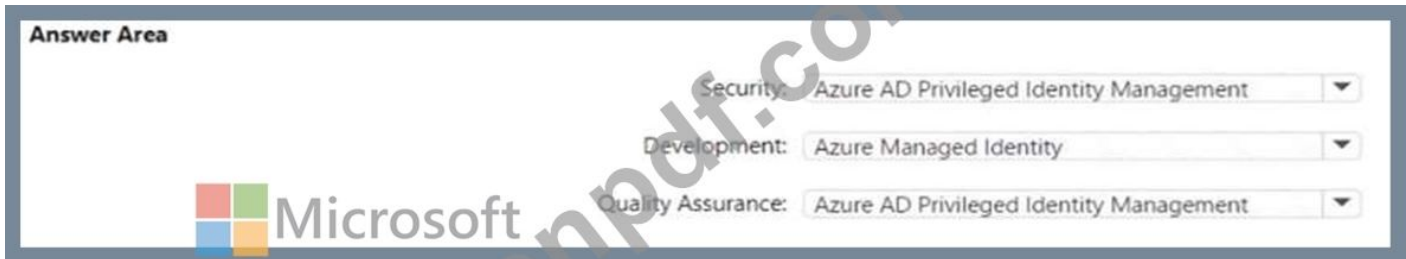 Answer Area
Security: Azure AD Privileged Identity Management
Development: Azure Managed Identity
Quality Assurance: Azure AD Privileged Identity Management
Microsoft